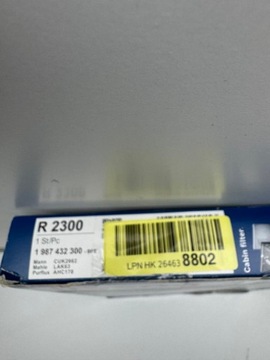 R 2300
1 St/Pc
1 987 432 300
Mann CUK2862
Mahle
Purflux AHC178
LPN HK 26463 8802
Cabin filter